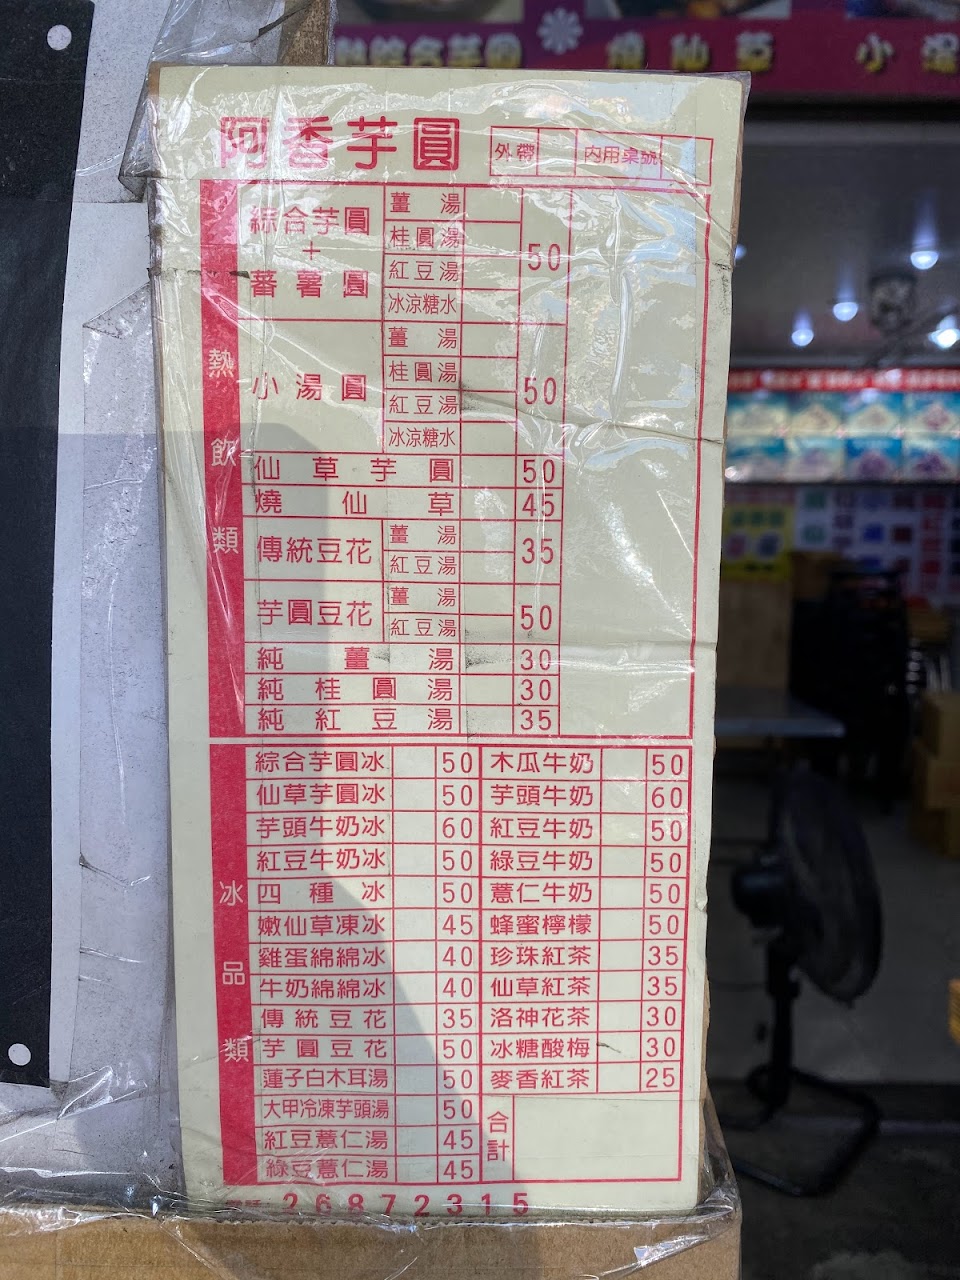 阿香芋圓 外帶 內用桌號
熱飲類
綜合芋圓+蕃薯圓 薑湯 桂圓湯 紅豆湯 冰涼糖水 50
小湯圓 薑湯 桂圓湯 紅豆湯 冰涼糖水 50
仙草芋圓 50
燒仙草 45
傳統豆花 薑湯 紅豆湯 35
芋圓豆花 薑湯 紅豆湯 50
純薑湯 30
純桂圓湯 30
純紅豆湯 35
冰品類
綜合芋圓冰 50 木瓜牛奶 50
仙草芋圓冰 50 芋頭牛奶 60
芋頭牛奶冰 60 紅豆牛奶 50
紅豆牛奶冰 50 綠豆牛奶 50
四種冰 50 薏仁牛奶 50
嫩仙草凍冰 45 蜂蜜檸檬 50
雞蛋綿綿冰 40 珍珠紅茶 35
牛奶綿綿冰 40 仙草紅茶 35
傳統豆花 35 洛神花茶 30
芋圓豆花 50 冰糖酸梅 30
蓮子白木耳湯 50 麥香紅茶 25
大甲冷凍芋頭湯 50 合計
紅豆薏仁湯 45
綠豆薏仁湯 45
26872315